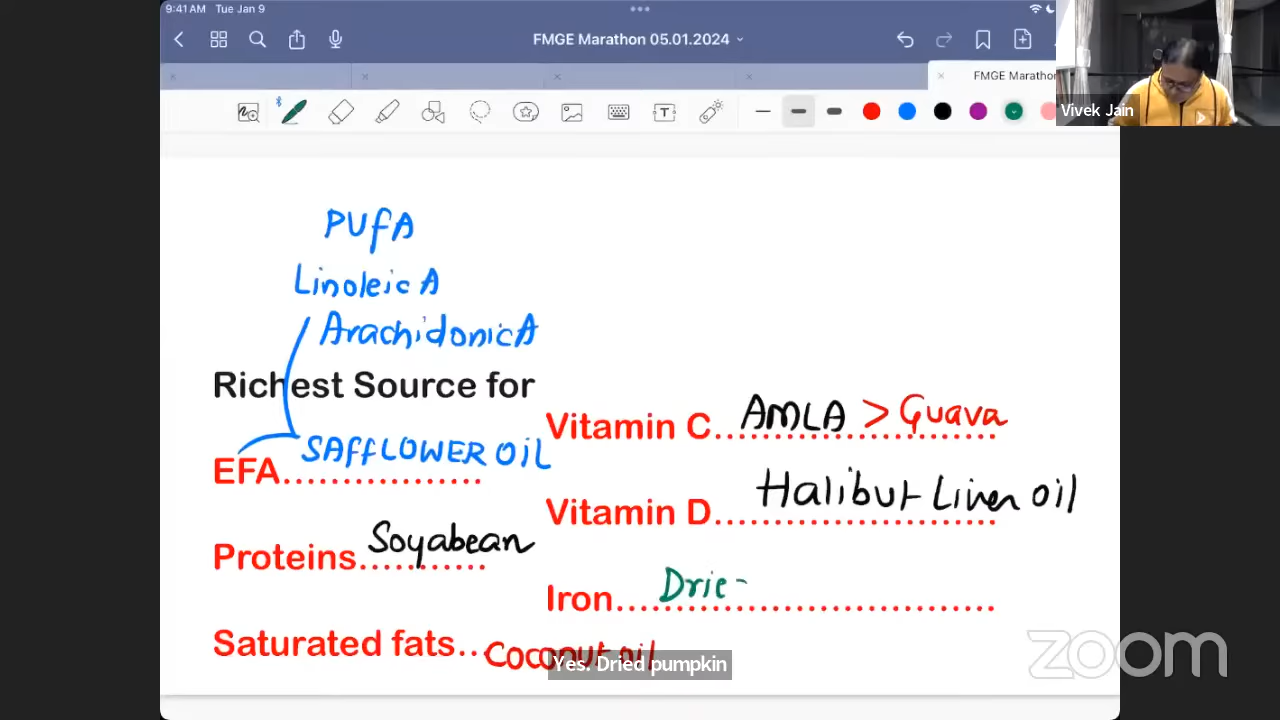 9:41 AM Tue Jan 9
FMGE Marathon 05.01.2024
FMGE Marathon
Vivek Jain
PUFA
Linoleic A
Arachidonic A
Richest Source for
EFA................. SAFFLOWER OIL
Proteins........... Soyabean
Saturated fats... Coconut oil
Vitamin C........................... AMLA > Guava
Vitamin D........................... Halibut Liver oil
Iron.................................... Drie
Yes. Dried pumpkin
zoom